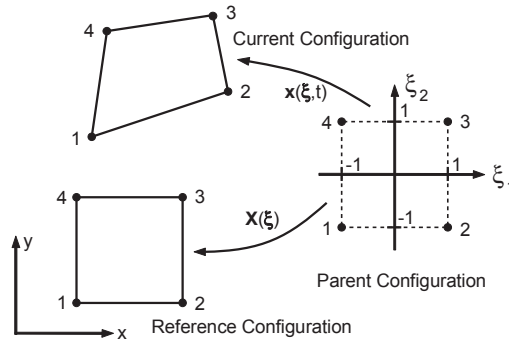 3
4
Current Configuration
2
1
x(ξ,t)
ξ2
4
1
3
-1
1
ξ
1
-1
2
4
3
X(ξ)
y
1
2
Parent Configuration
x
Reference Configuration